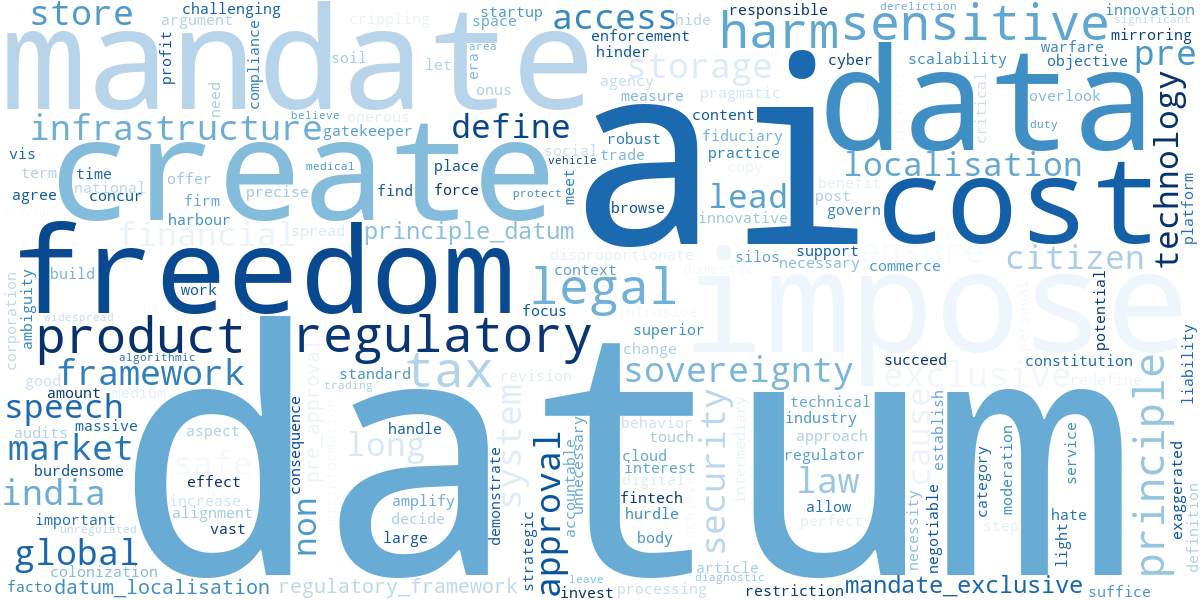 store
argument
crippling
space
startup
access
responsible
dereliction
innovation
challenging
significant
mandate
profit
compliance
soil
let
era
area
hide
enforcement
hinder
harm
sensitive
mirroring
warfare
objective
pre
need
onus
storage
agency
measure
pragmatic
cyber
scalability
ai
data
critical
overlook
technology
infrastructure
believe
onerous
gatekeeper
define
content
robust
trade
fiduciary
practice
duty
vis
term
agree
time
national
concur
create
medical
offer
firm
harbour
precise
find
place
force
social
vehicle
protect
meet
copy
browse
lead
innovative
benefit
post
govern
localisation
cost
platform
financial
spread
principle_datum
disproportionate
context
silos
support
necessary
commerce
ensure
citizen
freedom
corporation
ambiguity
build
work
widespread
legal
focus
domestic
intrusive
impose
personal
potential
product
regulatory
superior
change
succeed
constitution
liability
algorithmic
framework
good
amount
medium
pre_approval
standard
trading
tax
revision
sovereignty
exclusive
redefine
speech
audits
massive
market
burdensome
india
aspect
safe
effect
increase
alignment
vast
important
unregulated
global
colonization
facto
datum_localisation
consequence
non
misinformation
datum
handle
long
amplify
decide
large
system
demonstrate
strategic
approval
accountable
unnecessary
behavior
touch
cloud
interest
digital
fintech
hurdle
body
achieve
security
intermediary
technical
industry
approach
regulator
law
allow
perfect
cause
necessity
establish
negotiable
category
step
moderation
service
light
hate
principle
exaggerated
definition
regulatory_framework
leave
invest
processing
article
diagnostic
restriction
mandate_exclusive
suffice